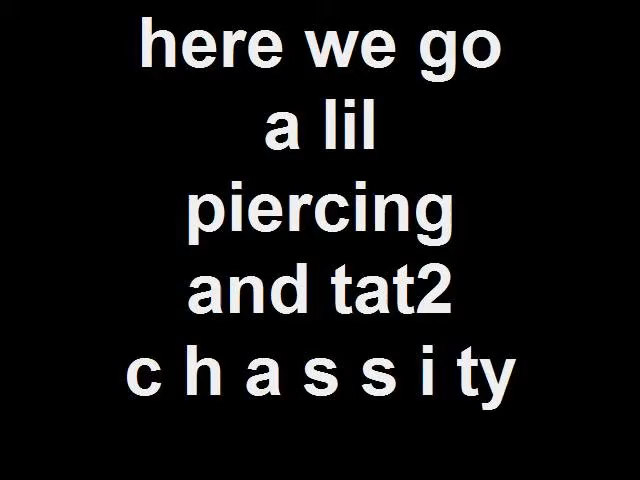 here we go
a lil
piercing
and tat2
c h a s s i ty